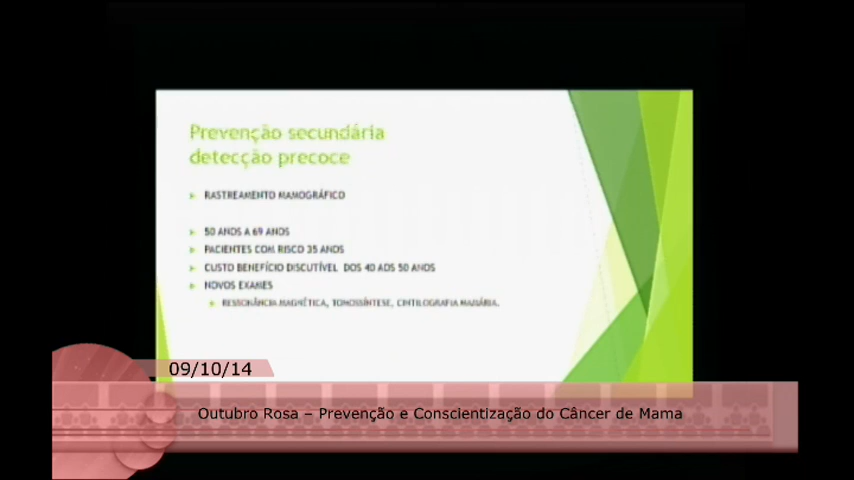 Prevenção secundária
detecção precoce
RASTREAMENTO MAMOGRÁFICO
50 ANOS A 69 ANOS
PACIENTES COM RISCO 35 ANOS
CUSTO BENEFÍCIO DISCUTÍVEL DOS 40 AOS 50 ANOS
NOVOS EXAMES
RESSONÂNCIA MAGNÉTICA, TOMOSSÍNTESE, CINTILOGRAFIA MAMÁRIA.
09/10/14
Outubro Rosa – Prevenção e Conscientização do Câncer de Mama